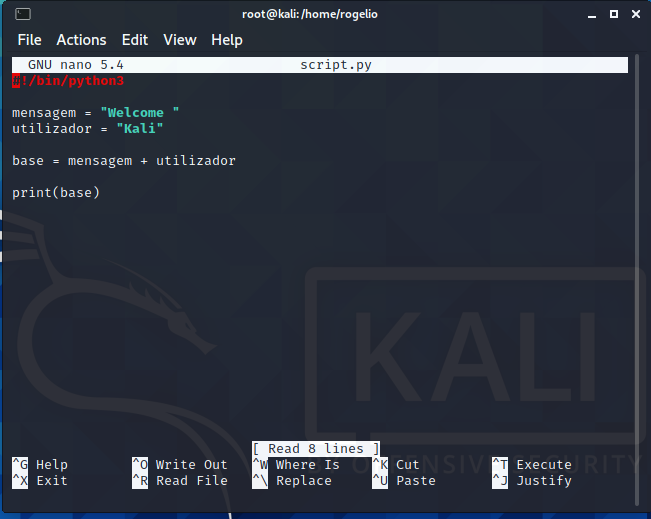 root@kali: /home/rogelio
File Actions Edit View Help
GNU nano 5.4 script.py
#!/bin/python3
mensagem = "Welcome "
utilizador = "Kali"
base = mensagem + utilizador
print(base)
KALI
OFFENSIVE SECURITY
[ Read 8 lines ]
^G Help ^O Write Out ^W Where Is ^K Cut ^T Execute
^X Exit ^R Read File ^\ Replace ^U Paste ^J Justify